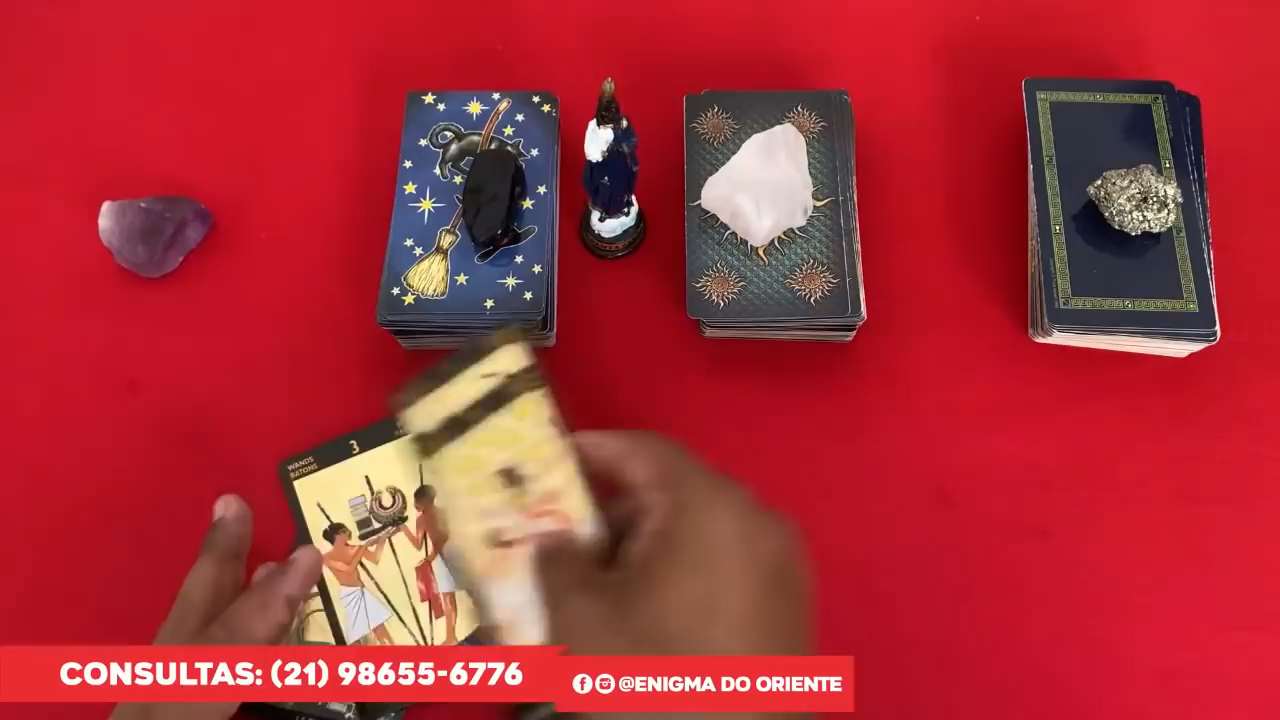 3
WANDS
BATONS
CONSULTAS: (21) 98655-6776
@ENIGMA DO ORIENTE